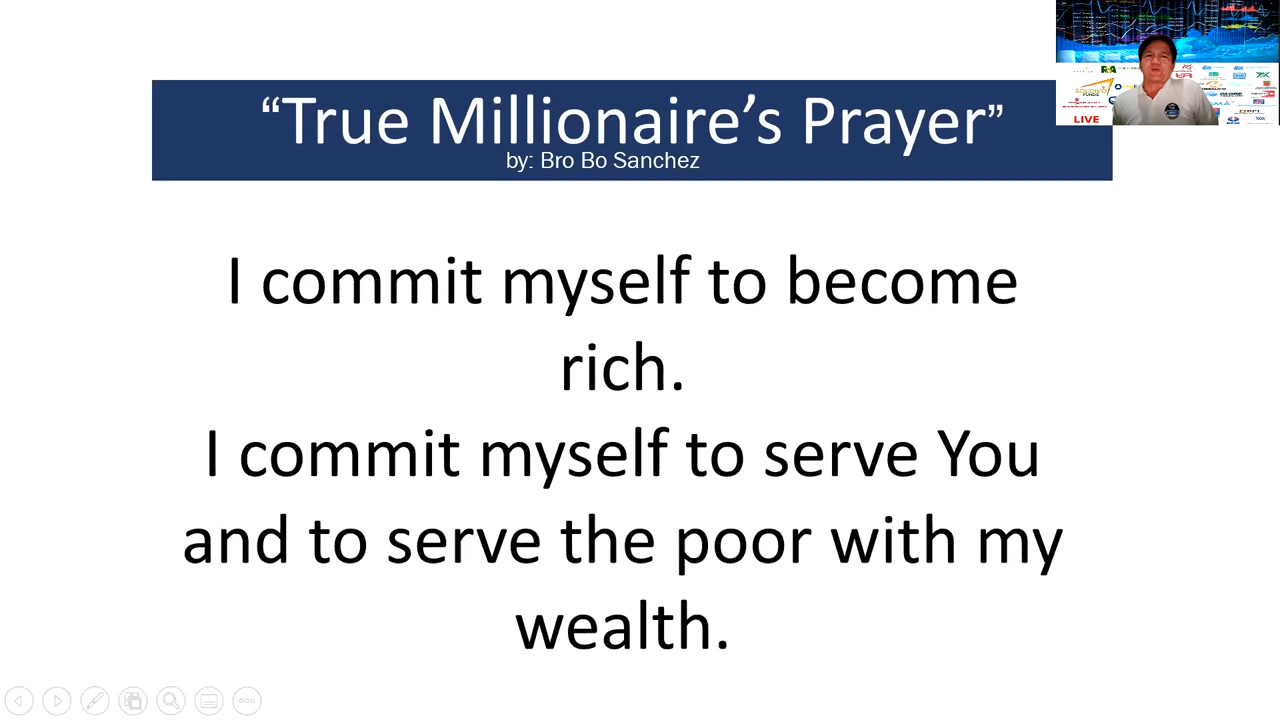 “True Millionaire’s Prayer”
by: Bro Bo Sanchez
I commit myself to become
rich.
I commit myself to serve You
and to serve the poor with my
wealth.
LIVE